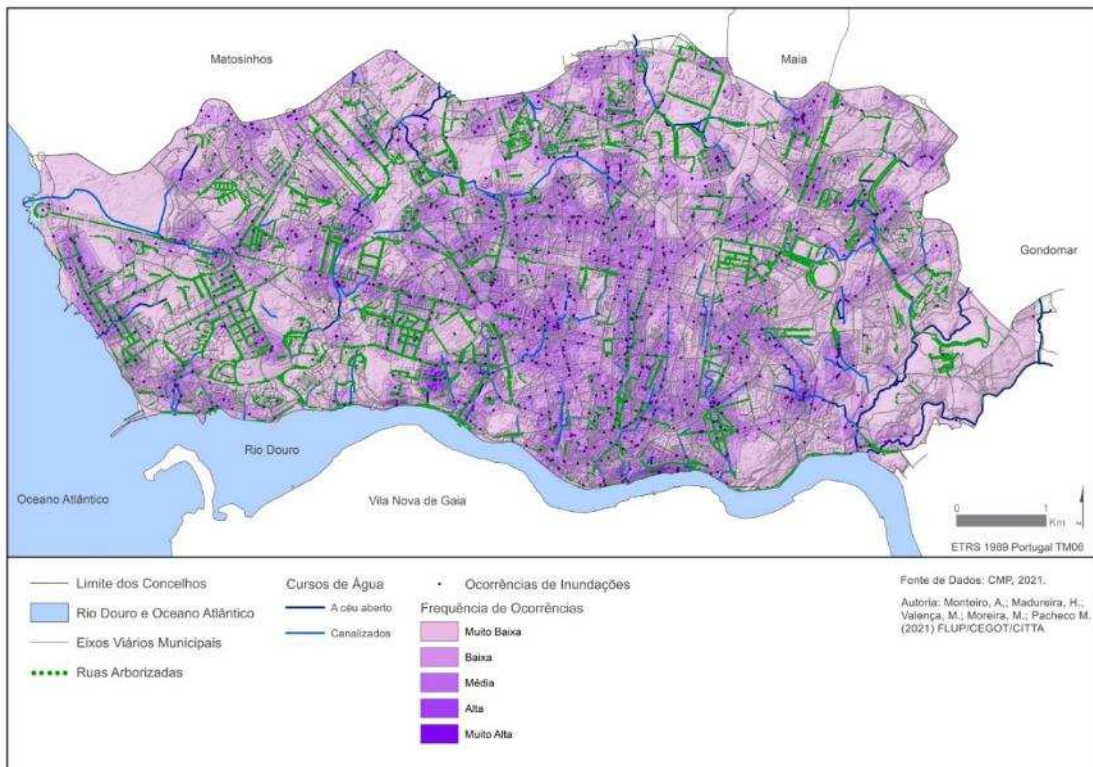 Matosinhos
Maia
Gondomar
Rio Douro
Oceano Atlântico
Vila Nova de Gaia
0 1
Km
N
ETRS 1989 Portugal TM06
Limite dos Concelhos
Rio Douro e Oceano Atlântico
Eixos Viários Municipais
Ruas Arborizadas
Cursos de Água
A céu aberto
Canalizados
Ocorrências de Inundações
Frequência de Ocorrências
Muito Baixa
Baixa
Média
Alta
Muito Alta
Fonte de Dados: CMP, 2021.
Autoria: Monteiro, A,; Madureira, H.;
Valença, M.; Moreira, M.; Pacheco M.
(2021) FLUP/CEGOT/CITTA